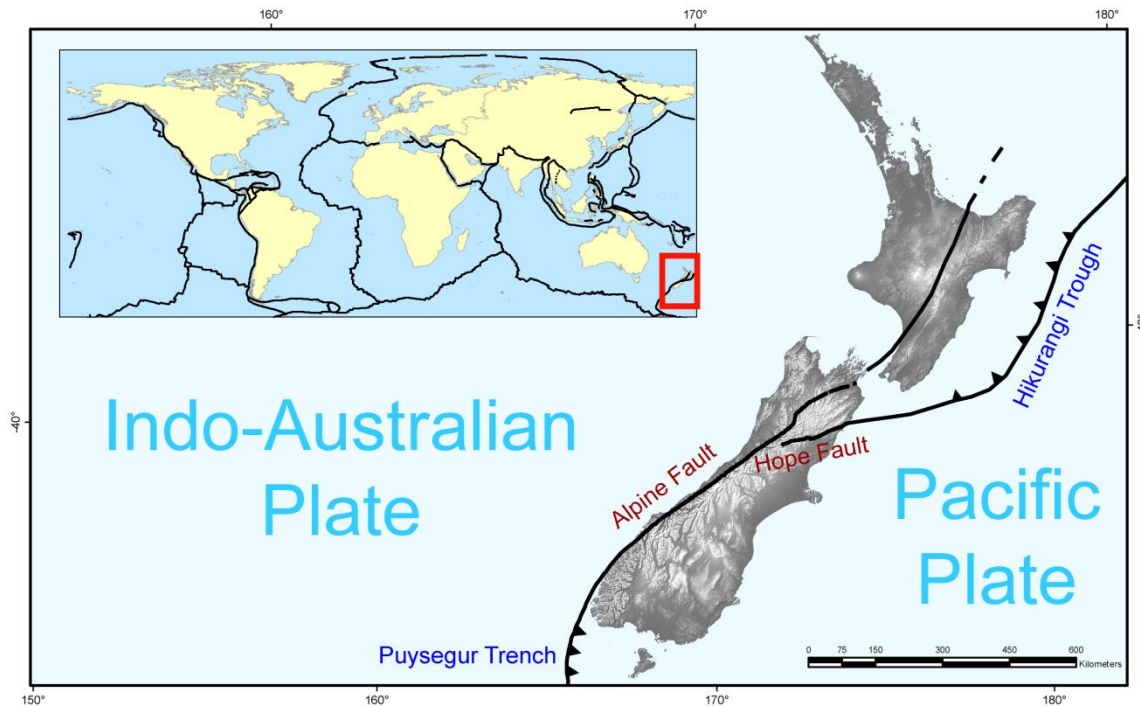 160°
170°
180°
Indo-Australian
Plate
Alpine Fault
Hope Fault
Hikurangi Trough
Pacific
Plate
Puysegur Trench
-40°
0 75 150 300 450 600
Kilometers
150°
160°
170°
180°